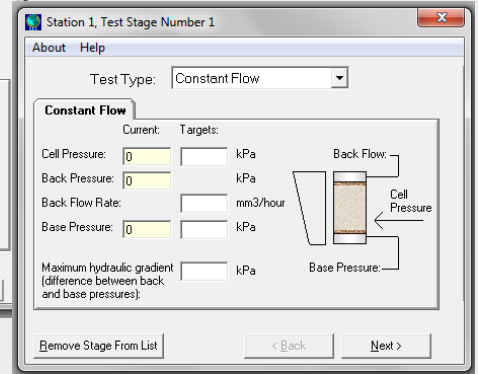 Station 1, Test Stage Number 1
About Help
Test Type: Constant Flow
Constant Flow
Current: Targets:
Cell Pressure: 0 kPa
Back Pressure: 0 kPa
Back Flow Rate: mm3/hour
Base Pressure: 0 kPa
Maximum hydraulic gradient kPa
(difference between back
and base pressures):
Back Flow:
Cell
Pressure
Base Pressure:
Remove Stage From List < Back Next >